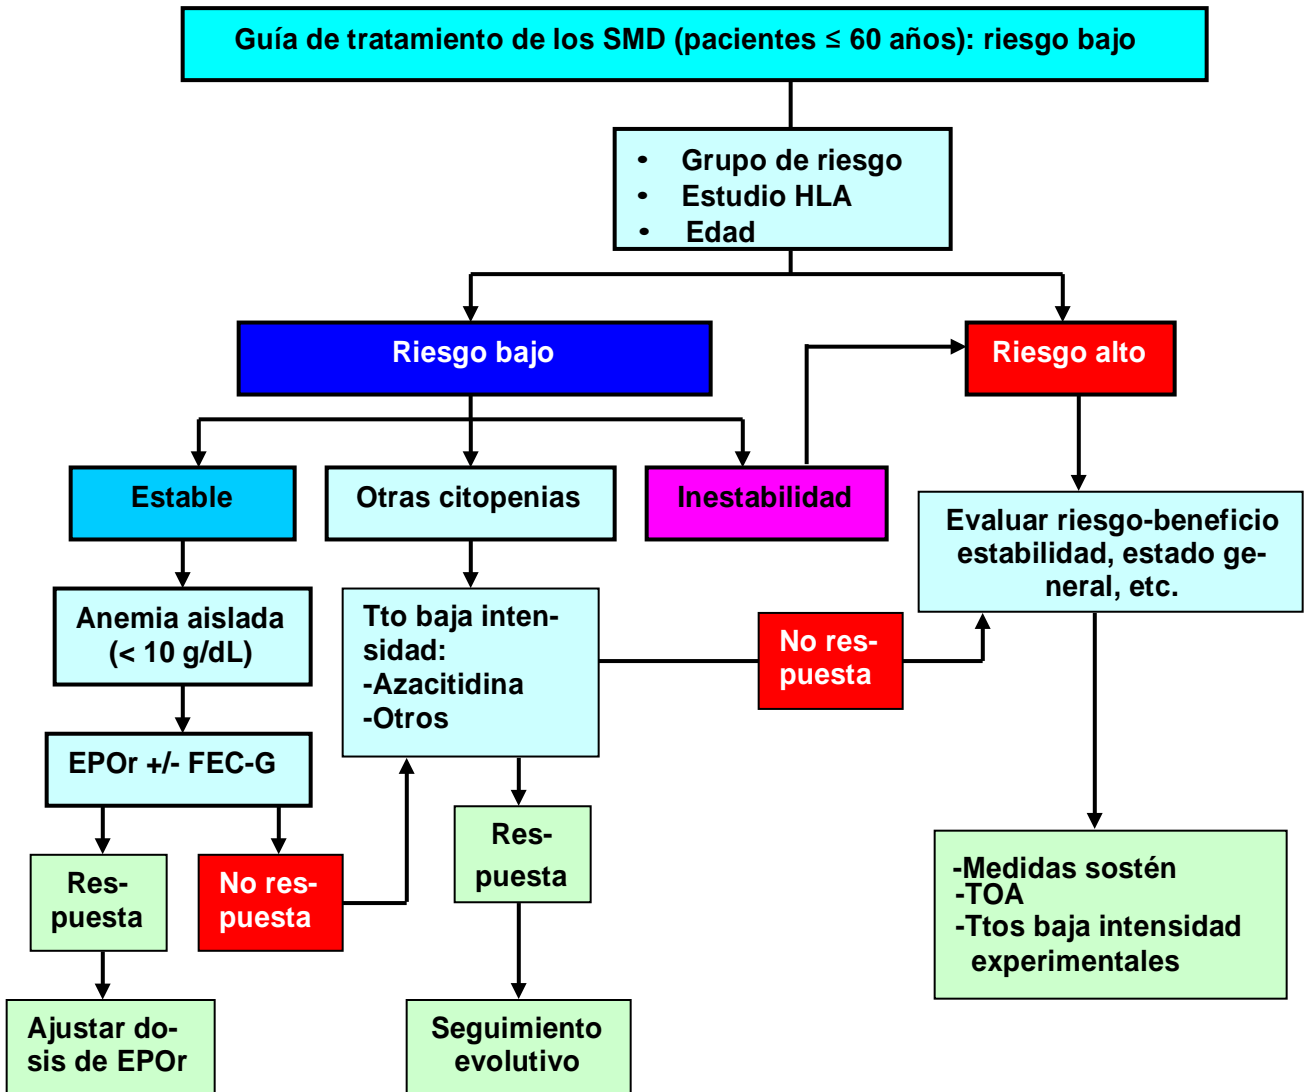 Guía de tratamiento de los SMD (pacientes ≤ 60 años): riesgo bajo
• Grupo de riesgo
• Estudio HLA
• Edad
Riesgo bajo
Riesgo alto
Estable
Otras citopenias
Inestabilidad
Evaluar riesgo-beneficio
estabilidad, estado ge-
neral, etc.
Anemia aislada
(< 10 g/dL)
Tto baja inten-
sidad:
-Azacitidina
-Otros
No res-
puesta
EPOr +/- FEC-G
Res-
puesta
No res-
puesta
Res-
puesta
-Medidas sostén
-TOA
-Ttos baja intensidad
experimentales
Ajustar do-
sis de EPOr
Seguimiento
evolutivo